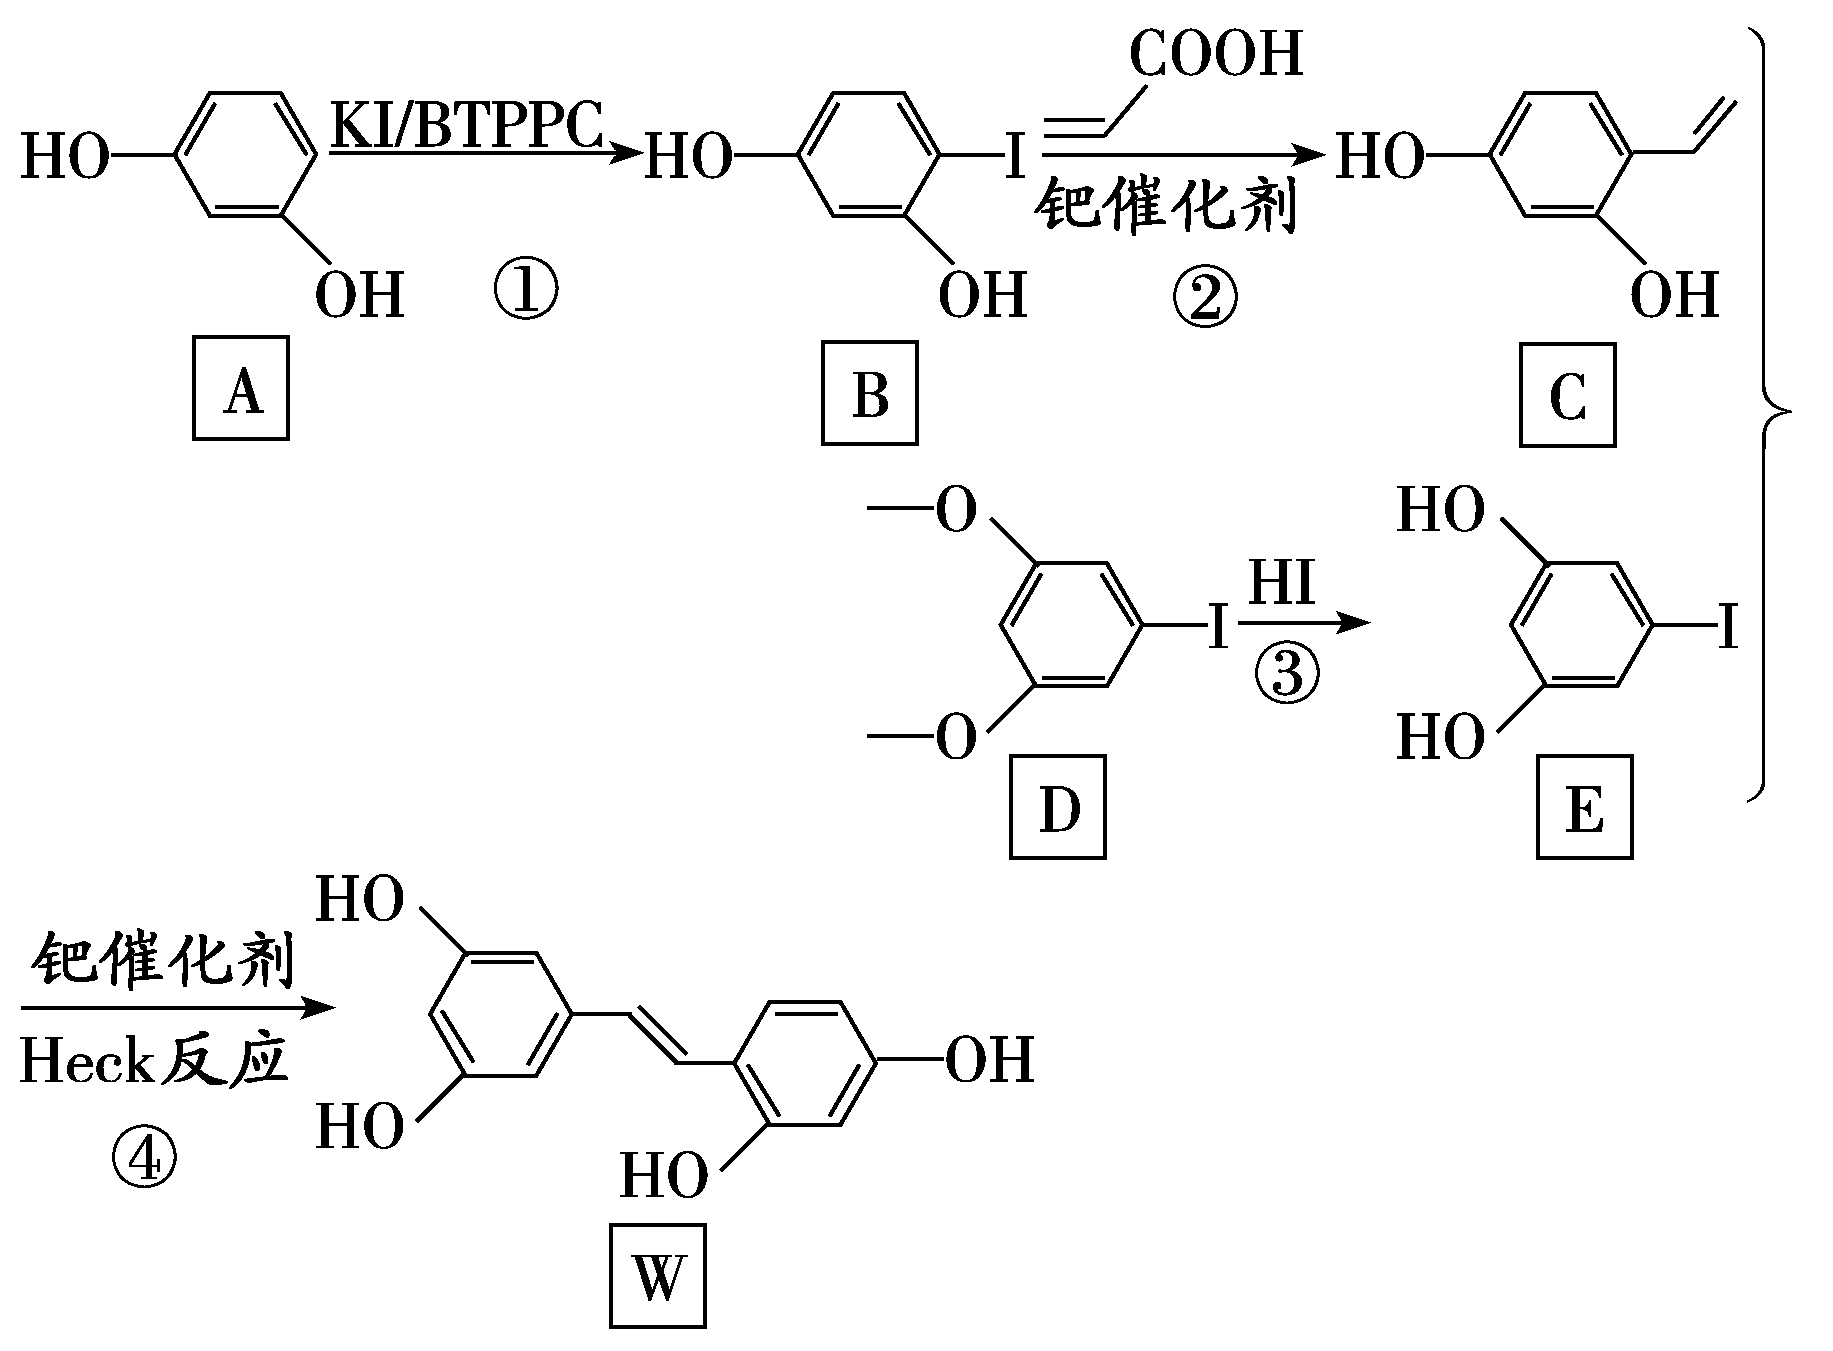 HO
OH
A
KI/BTPPC
①
HO
I
OH
B
COOH
钯催化剂
②
HO
OH
C
O
O
I
D
HI
③
HO
HO
I
E
钯催化剂
Heck反应
④
HO
HO
HO
OH
W